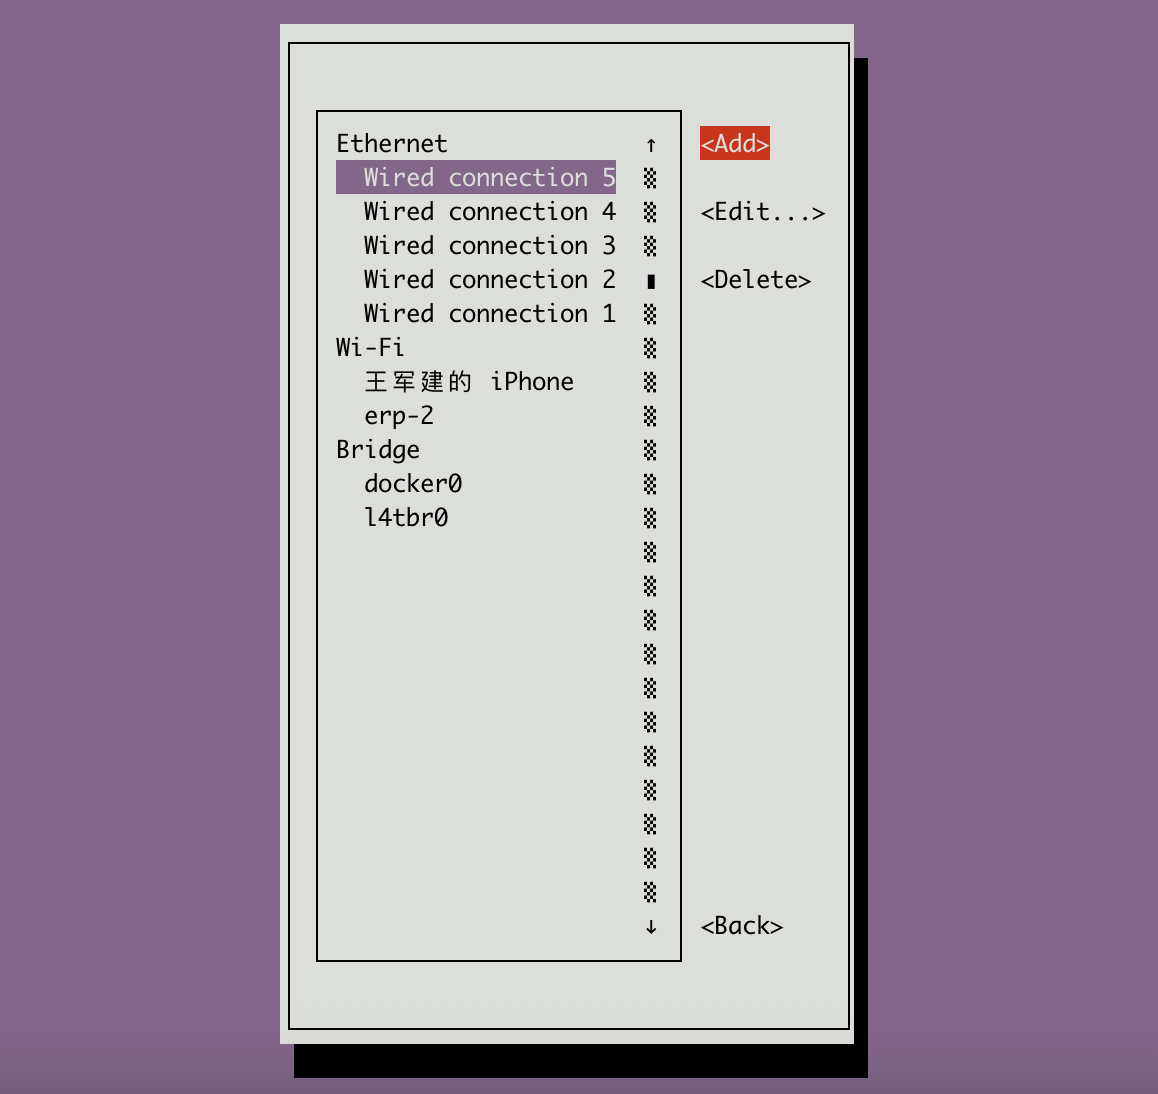 Ethernet ↑ <Add>
Wired connection 5
Wired connection 4 <Edit...>
Wired connection 3
Wired connection 2 <Delete>
Wired connection 1
Wi-Fi
王军建的 iPhone
erp-2
Bridge
docker0
l4tbr0
↓ <Back>